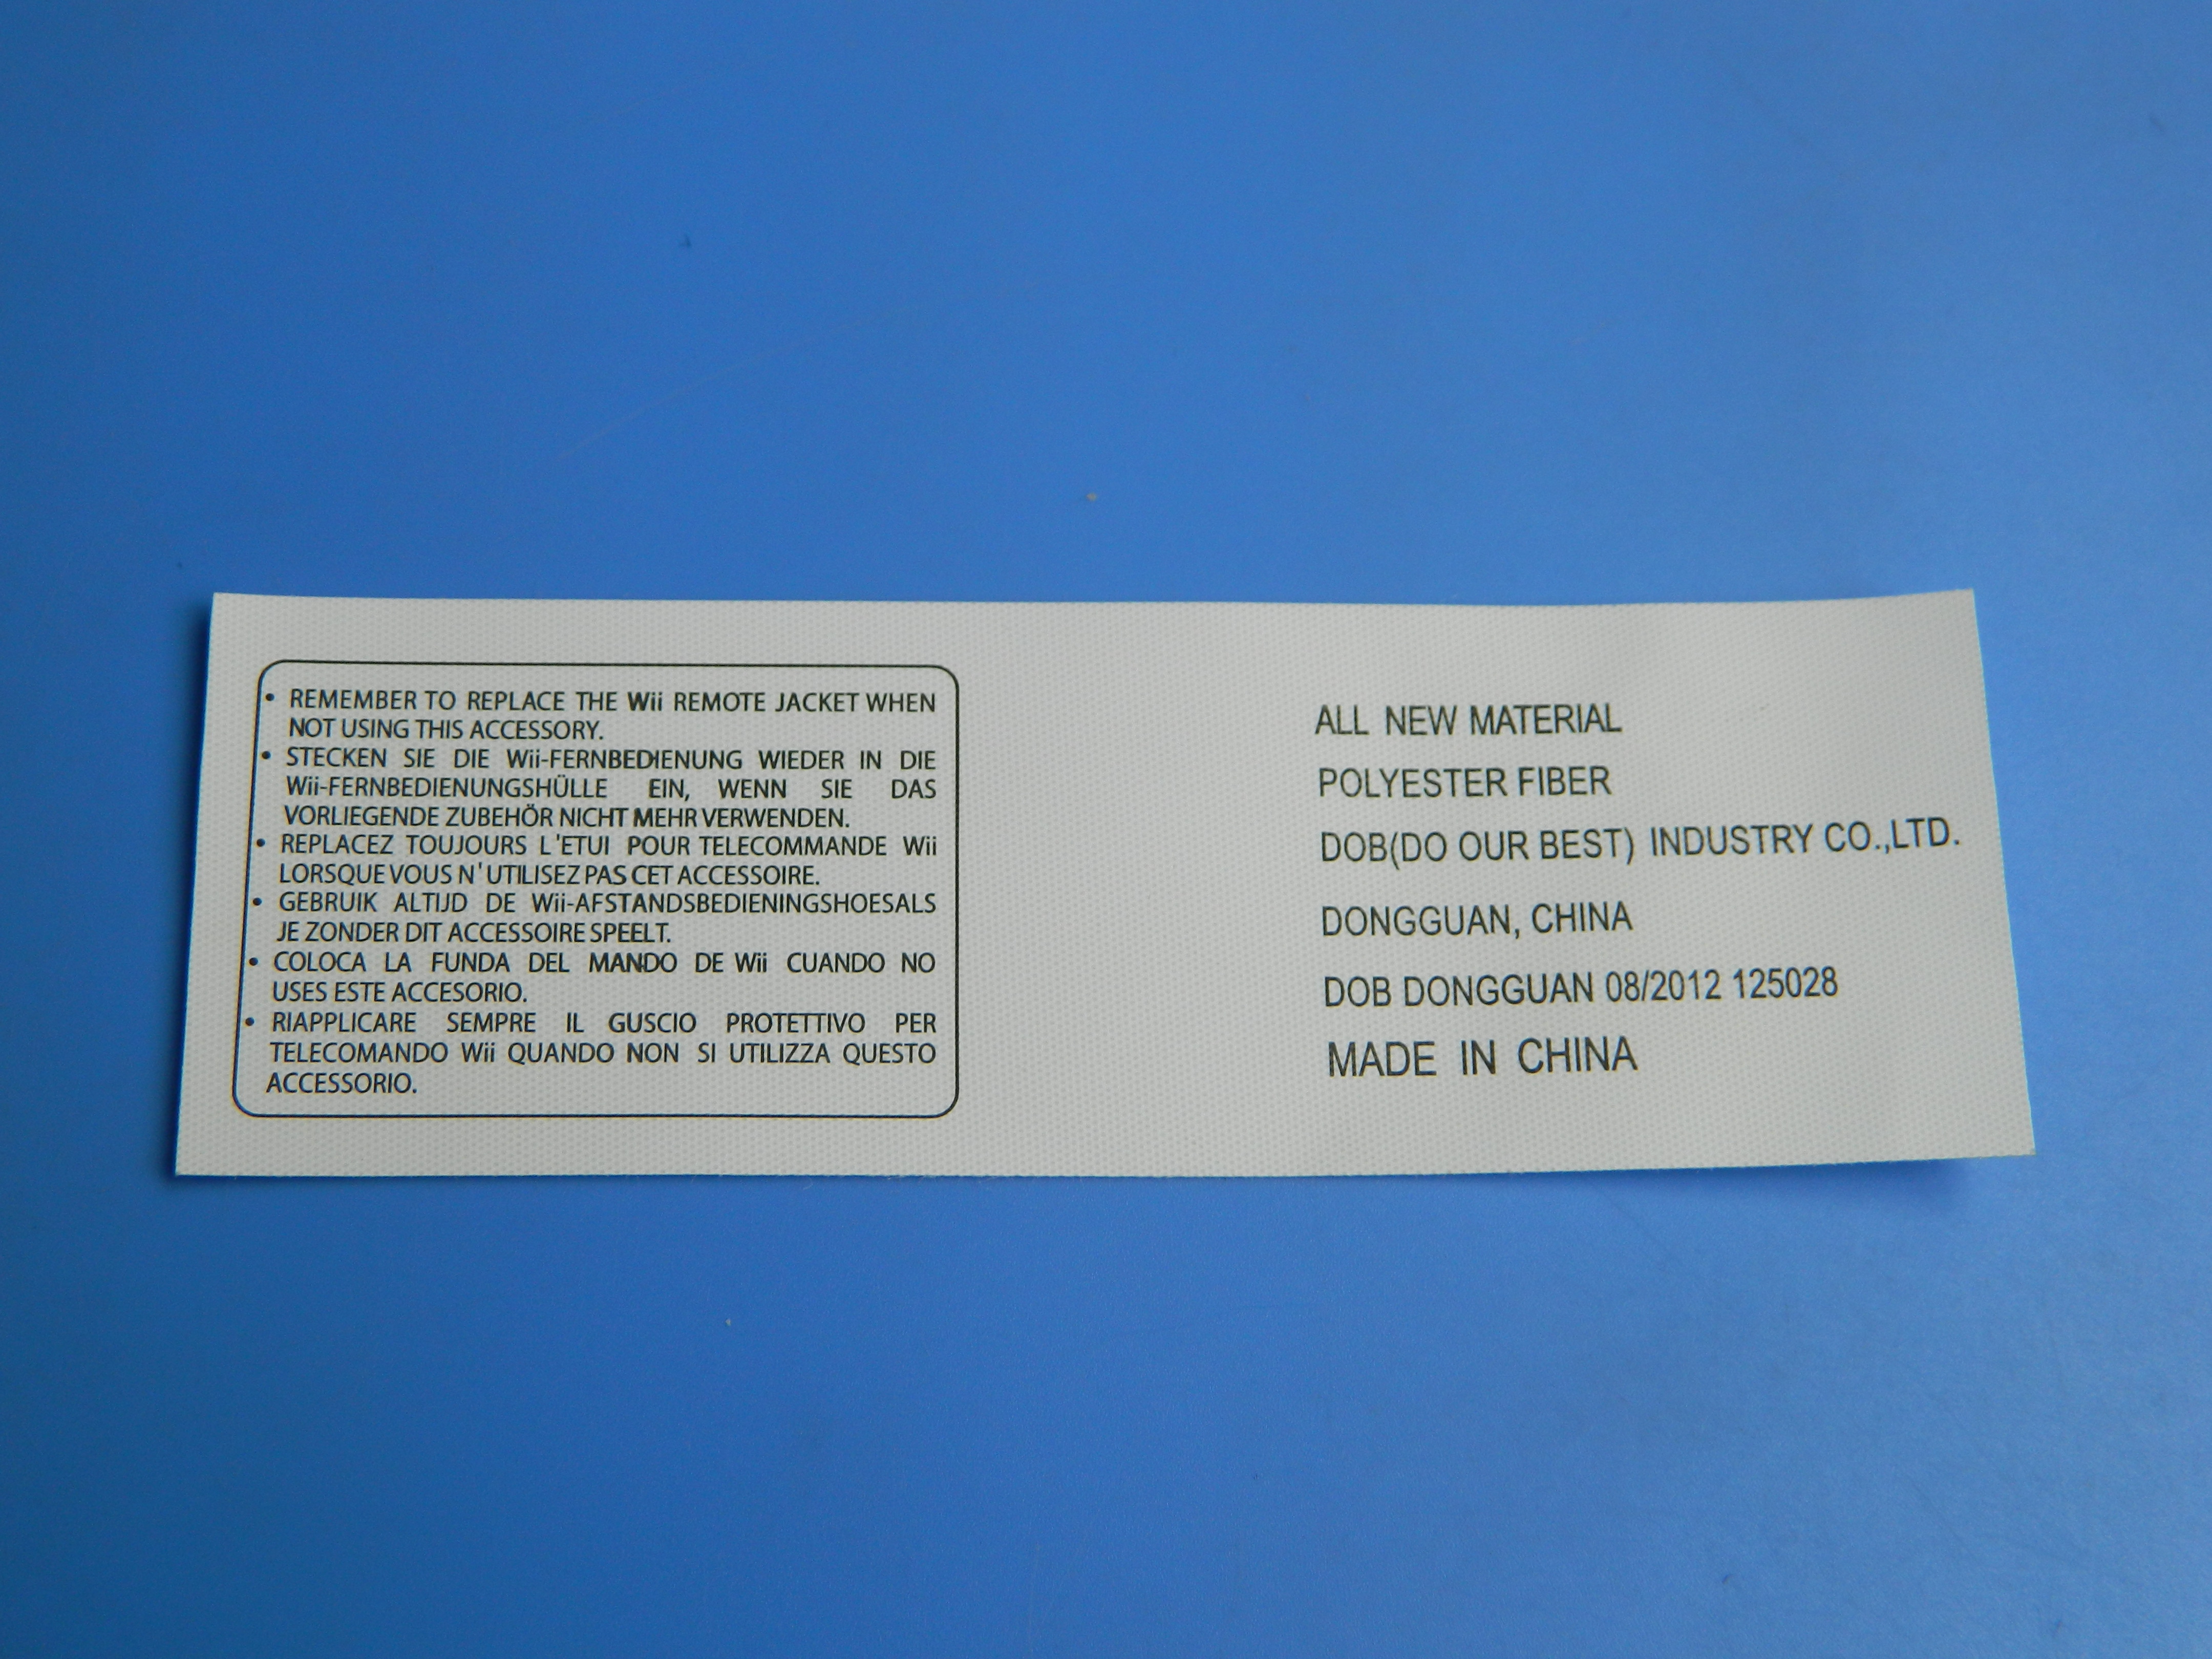 • REMEMBER TO REPLACE THE Wii REMOTE JACKET WHEN
NOT USING THIS ACCESSORY.
• STECKEN SIE DIE Wii-FERNBEDIENUNG WIEDER IN DIE
Wii-FERNBEDIENUNGSHÜLLE EIN, WENN SIE DAS
VORLIEGENDE ZUBEHÖR NICHT MEHR VERWENDEN.
• REPLACEZ TOUJOURS L'ETUI POUR TELECOMMANDE Wii
LORSQUE VOUS N'UTILISEZ PAS CET ACCESSOIRE.
• GEBRUIK ALTIJD DE Wii-AFSTANDSBEDIENINGSHOESALS
JE ZONDER DIT ACCESSOIRE SPEELT.
• COLOCA LA FUNDA DEL MANDO DE Wii CUANDO NO
USES ESTE ACCESORIO.
• RIAPPLICARE SEMPRE IL GUSCIO PROTETTIVO PER
TELECOMANDO Wii QUANDO NON SI UTILIZZA QUESTO
ACCESSORIO.
ALL NEW MATERIAL
POLYESTER FIBER
DOB(DO OUR BEST) INDUSTRY CO.,LTD.
DONGGUAN, CHINA
DOB DONGGUAN 08/2012 125028
MADE IN CHINA